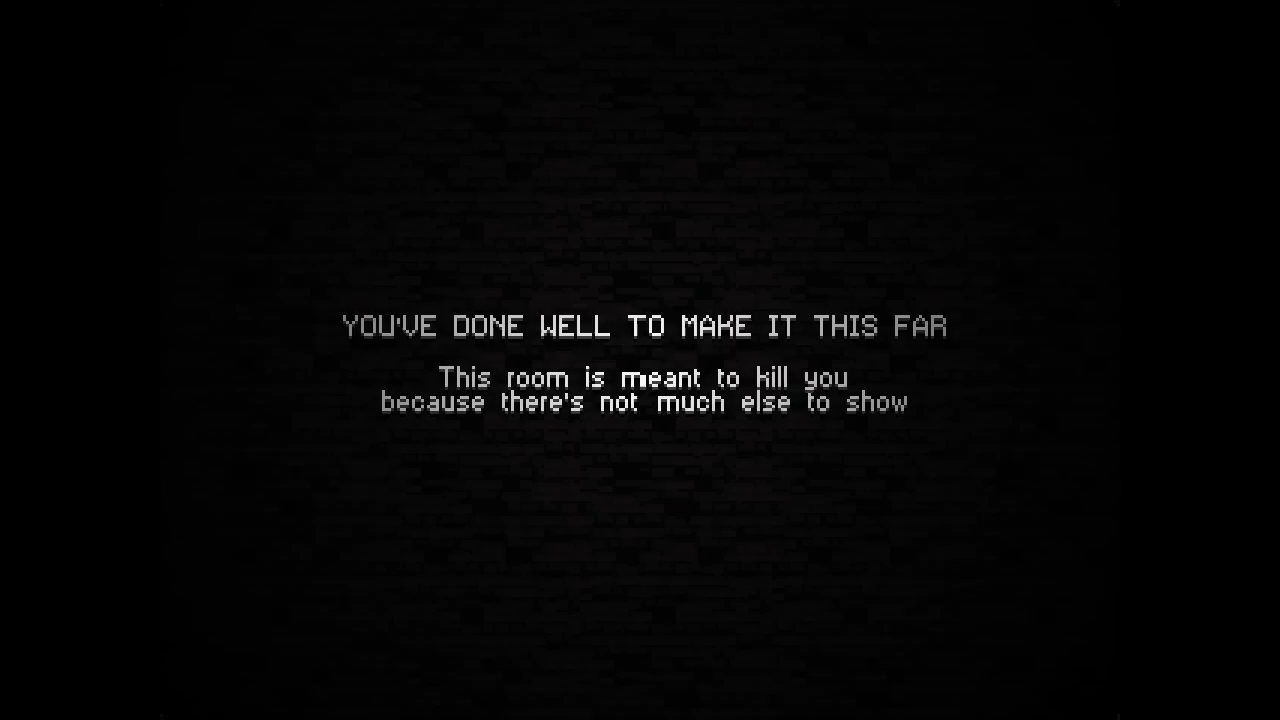 YOU'VE DONE WELL TO MAKE IT THIS FAR
This room is meant to kill you
because there's not much else to show